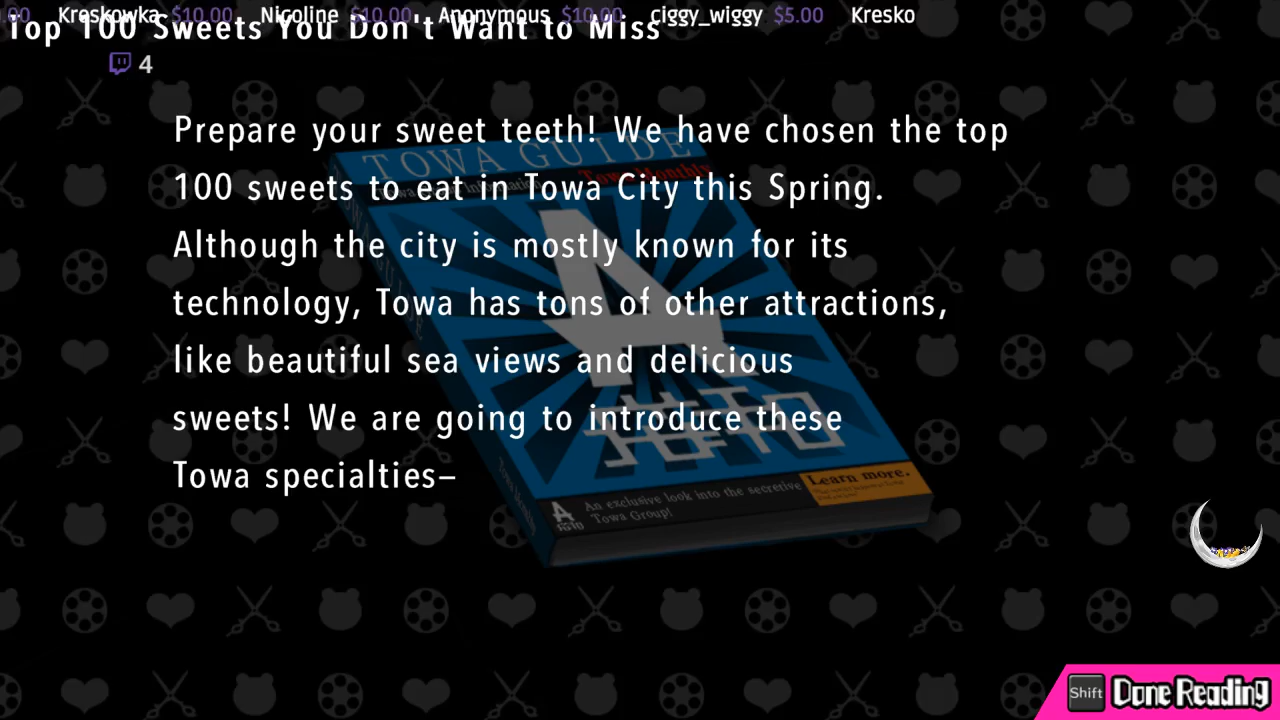 Kreskowka $10.00 Nicoline $10.00 Anonymous $10.00 ciggy_wiggy $5.00 Kresko
Top 100 Sweets You Don't Want to Miss
4
Prepare your sweet teeth! We have chosen the top
100 sweets to eat in Towa City this Spring.
Although the city is mostly known for its
technology, Towa has tons of other attractions,
like beautiful sea views and delicious
sweets! We are going to introduce these
Towa specialties—
TOWA GUIDE
Towa Monthly
Learn more.
An exclusive look into the secretive
Towa Group!
Shift Done Reading